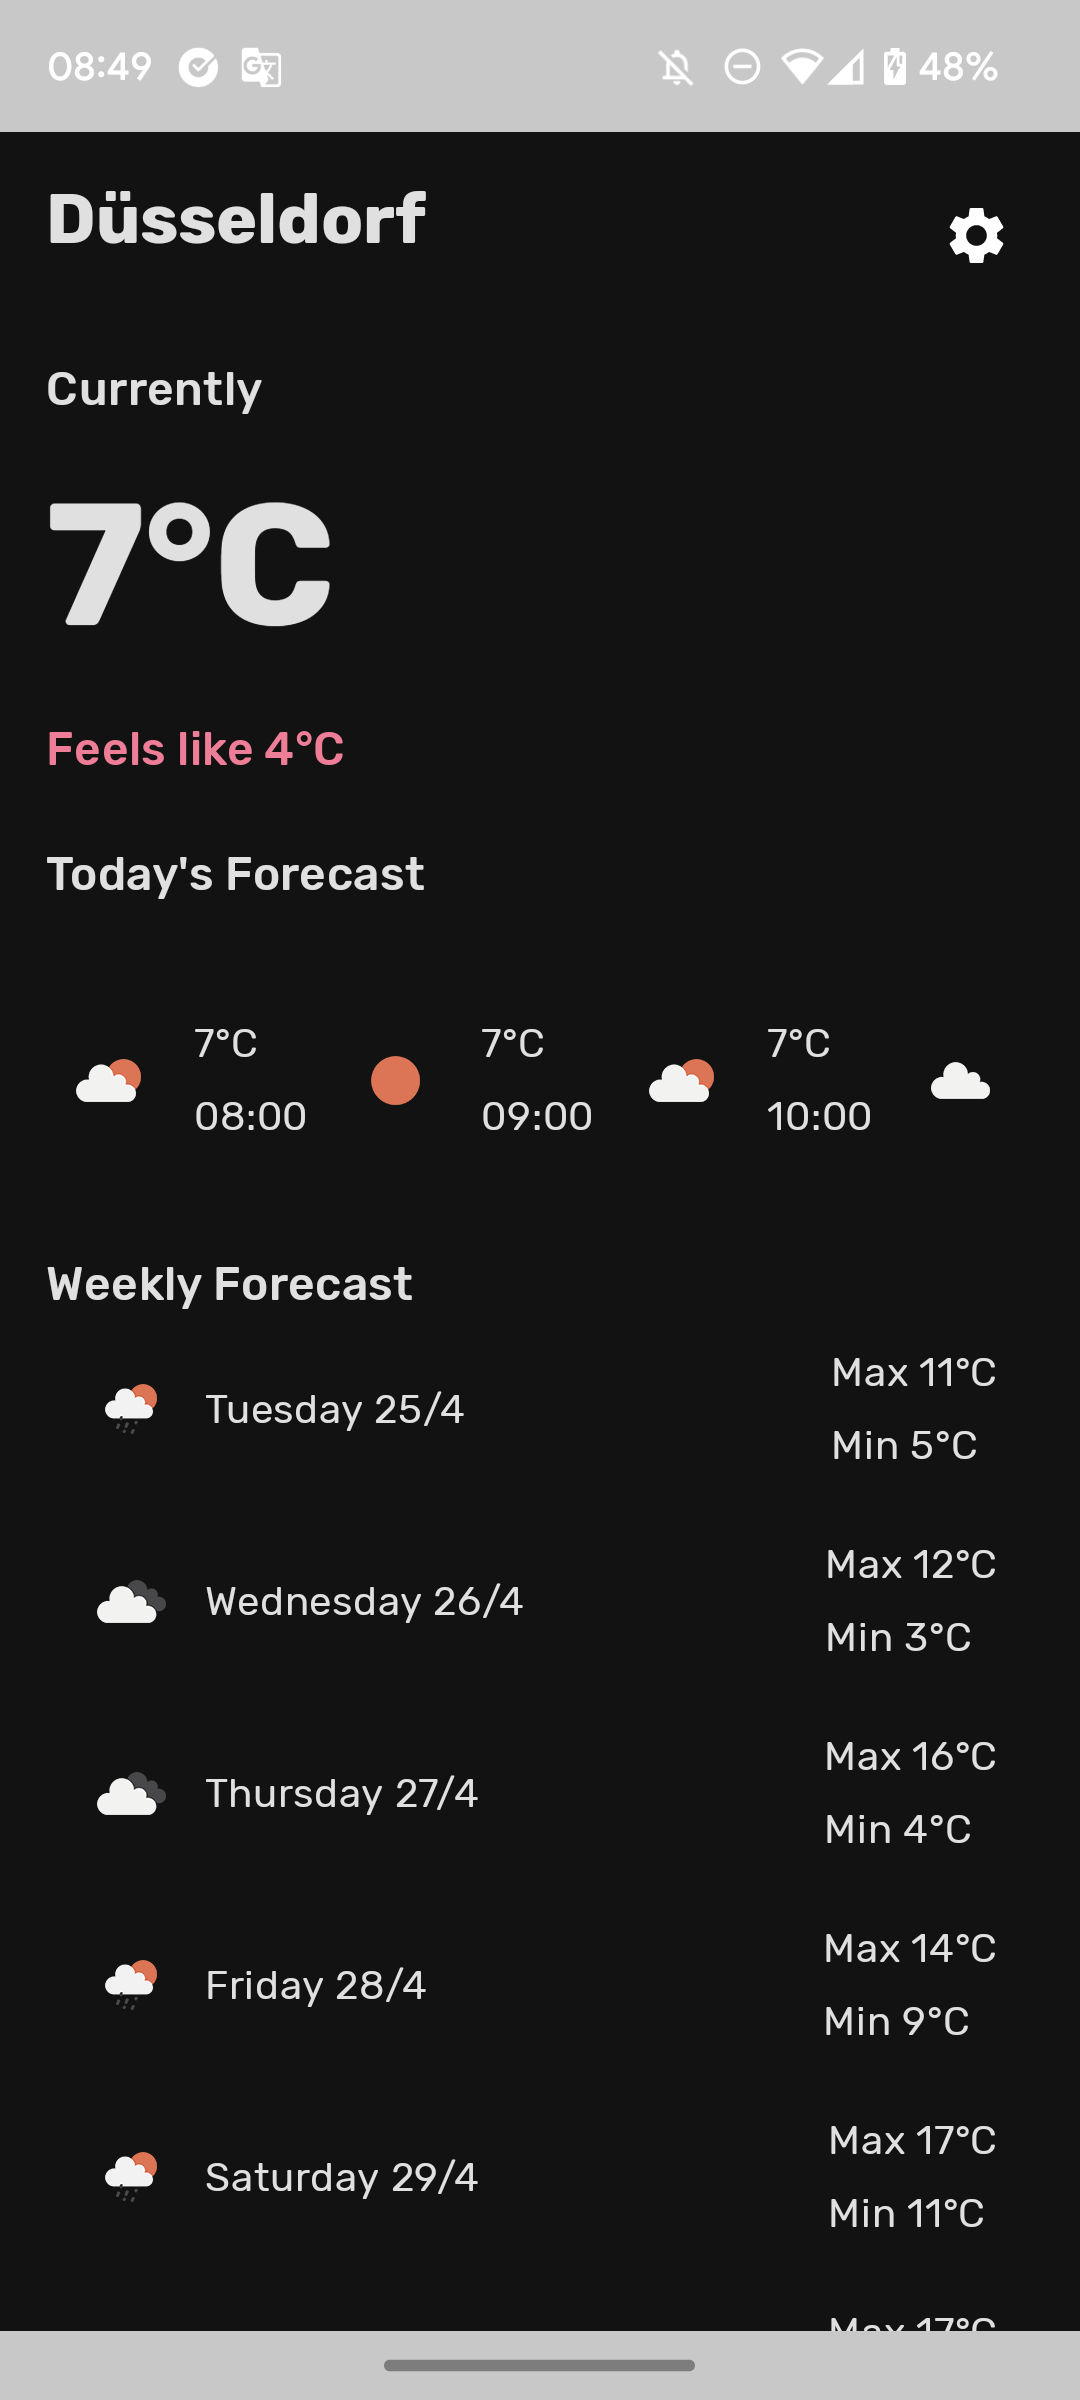 08:49 48%
Düsseldorf
Currently
7°C
Feels like 4°C
Today's Forecast
7°C 7°C 7°C
08:00 09:00 10:00
Weekly Forecast
Tuesday 25/4
Max 11°C
Min 5°C
Wednesday 26/4
Max 12°C
Min 3°C
Thursday 27/4
Max 16°C
Min 4°C
Friday 28/4
Max 14°C
Min 9°C
Saturday 29/4
Max 17°C
Min 11°C
Max 17°C